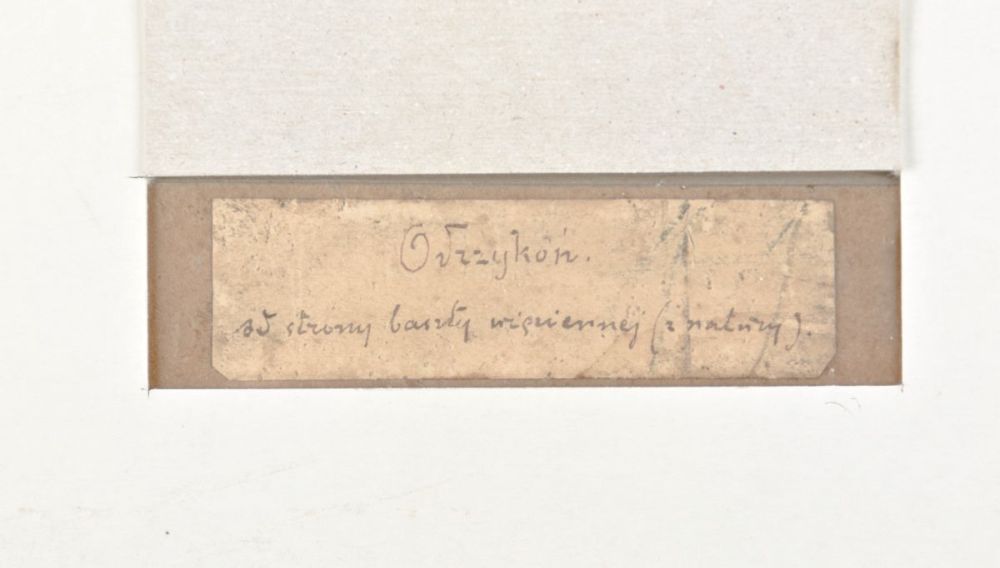 Odrzykoń.
od strony baszty więziennej (z natury).